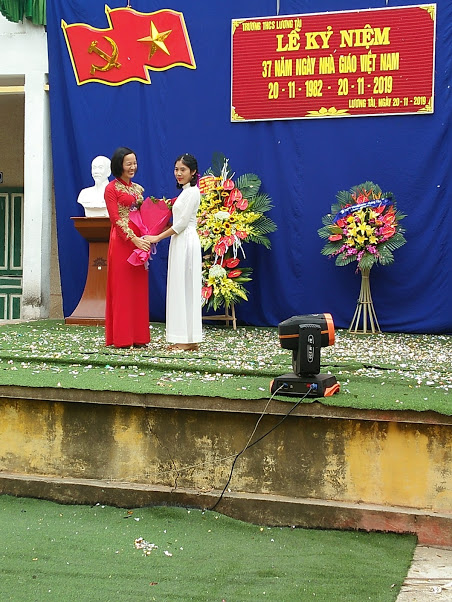 TRƯỜNG THCS LƯƠNG TÀI
LỄ KỶ NIỆM
37 NĂM NGÀY NHÀ GIÁO VIỆT NAM
20 - 11 - 1982 - 20 - 11 - 2019
LƯƠNG TÀI, NGÀY 20 - 11 - 2019